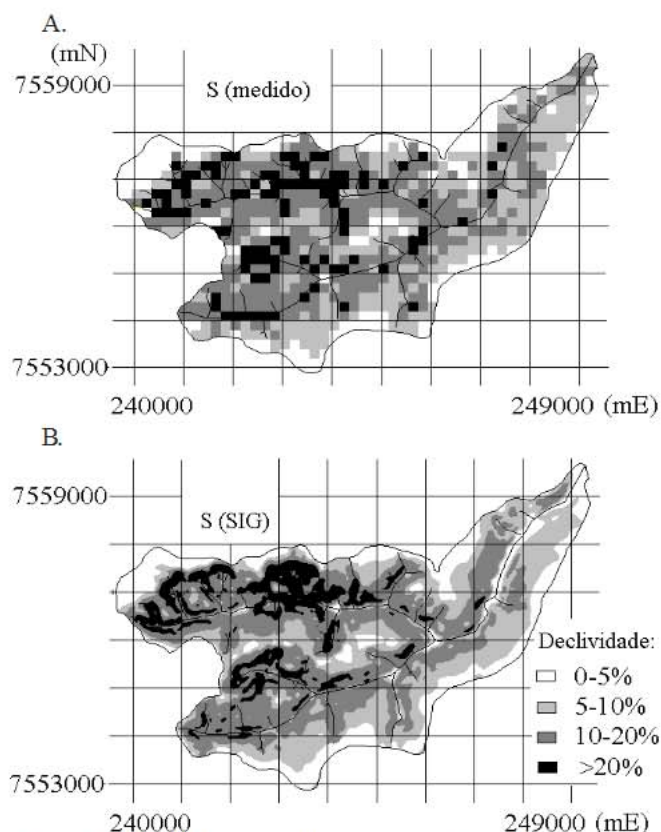 A.
(mN)
7559000
S (medido)
7553000
240000
249000 (mE)
B.
7559000
S (SIG)
Declividade:
0-5%
5-10%
10-20%
>20%
7553000
240000
249000 (mE)